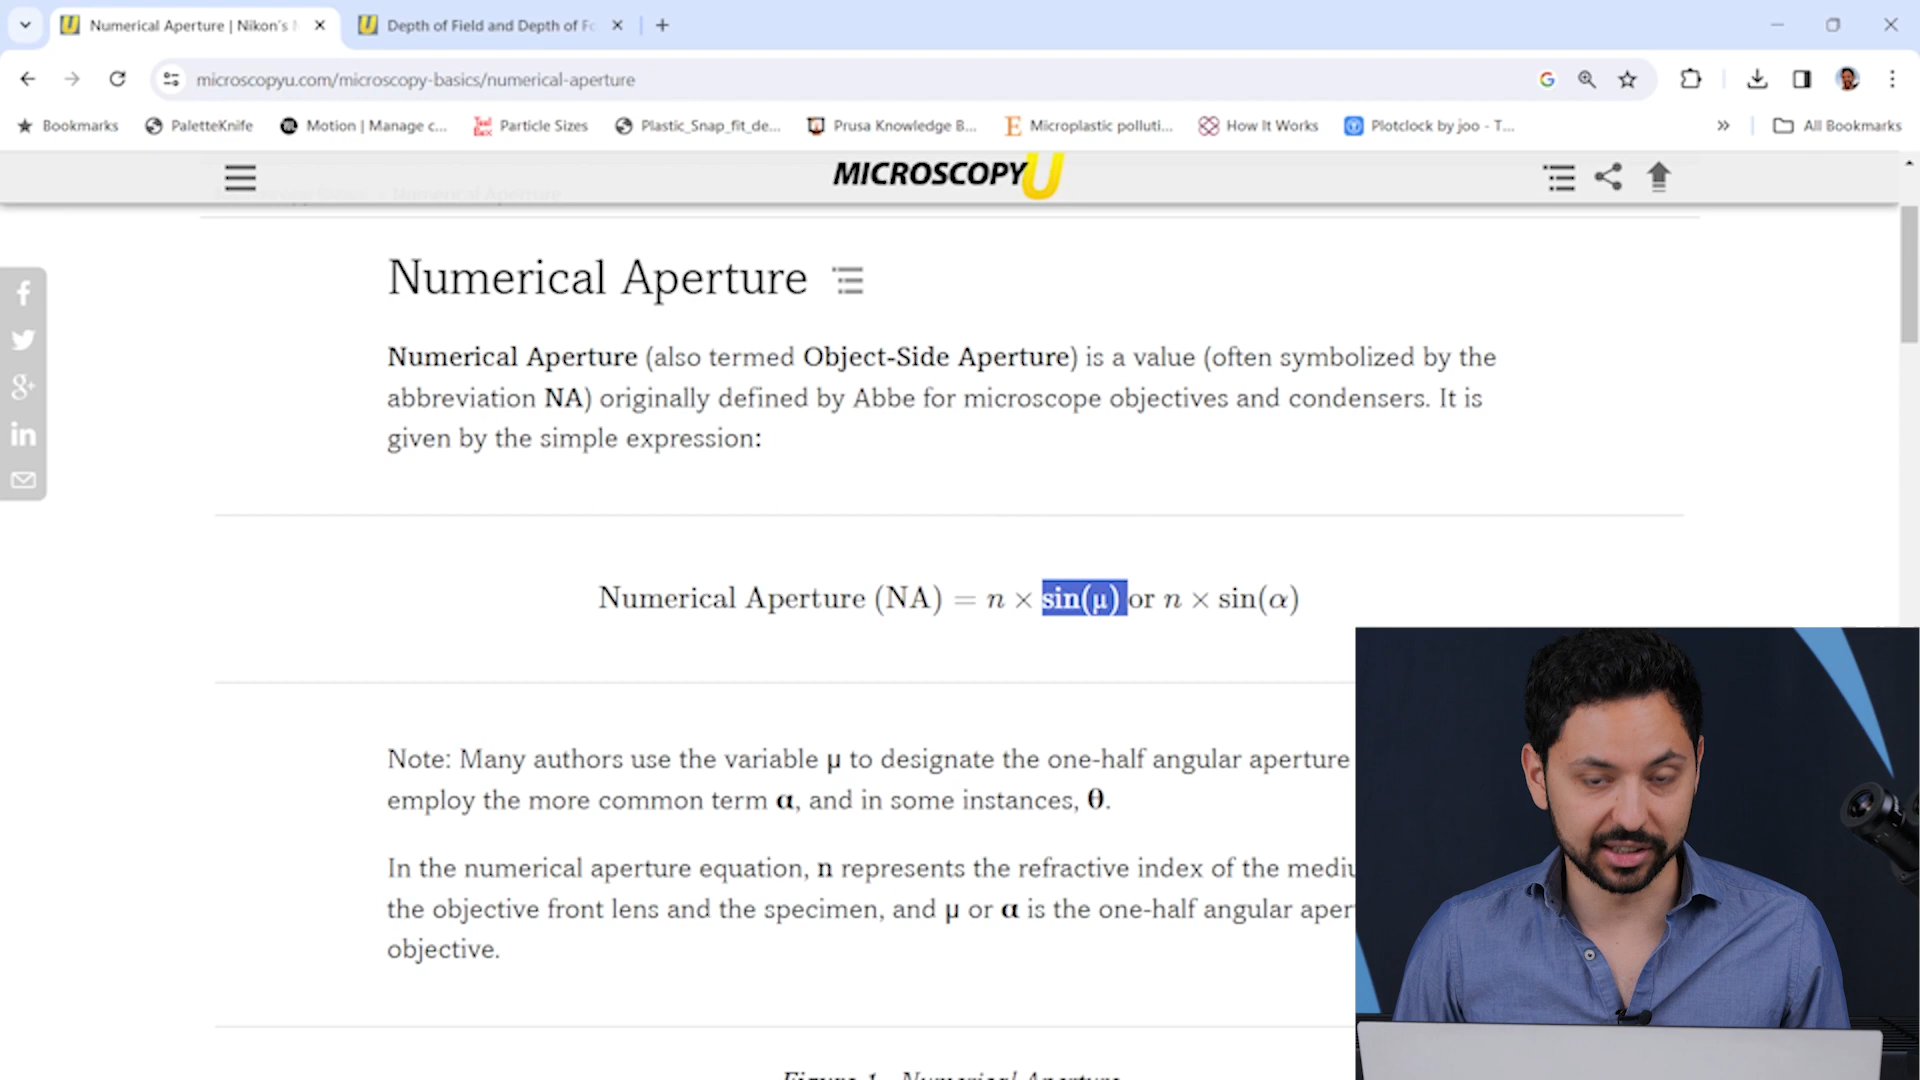 Numerical Aperture | Nikon's
Depth of Field and Depth of Fo
microscopyu.com/microscopy-basics/numerical-aperture
Bookmarks
PaletteKnife
Motion | Manage c...
Particle Sizes
Plastic_Snap_fit_de...
Prusa Knowledge B...
Microplastic polluti...
How It Works
Plotclock by joo - T...
All Bookmarks
MICROSCOPYU
Numerical Aperture
Numerical Aperture (also termed Object-Side Aperture) is a value (often symbolized by the
abbreviation NA) originally defined by Abbe for microscope objectives and condensers. It is
given by the simple expression:
Numerical Aperture (NA) = n × sin(μ) or n × sin(α)
Note: Many authors use the variable μ to designate the one-half angular aperture
employ the more common term α, and in some instances, θ.
In the numerical aperture equation, n represents the refractive index of the mediu
the objective front lens and the specimen, and μ or α is the one-half angular aper
objective.
Figure 1 - Numerical Aperture